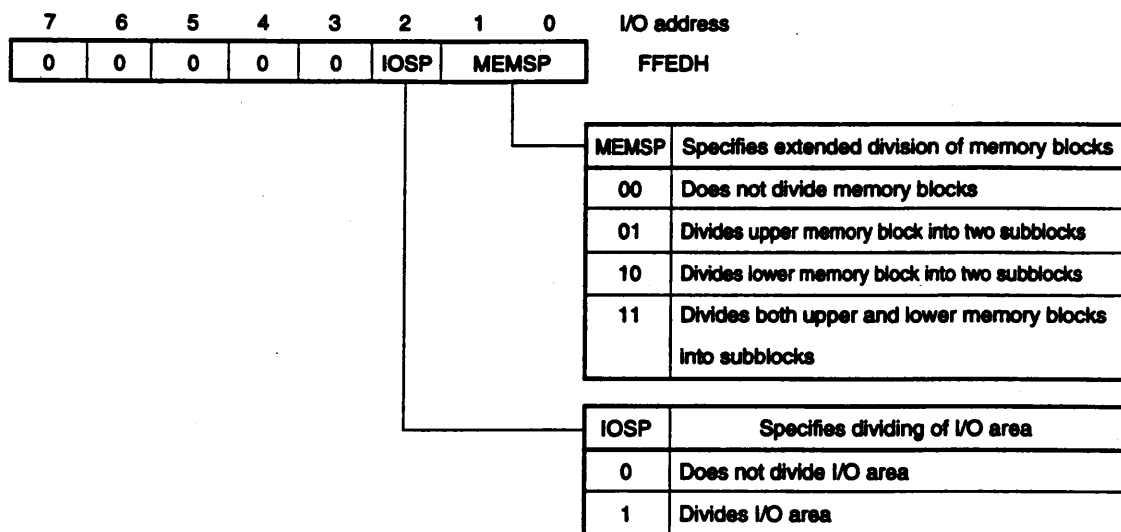 7 6 5 4 3 2 1 0 I/O address
0 0 0 0 0 IOSP MEMSP FFEDH
MEMSP Specifies extended division of memory blocks
00 Does not divide memory blocks
01 Divides upper memory block into two subblocks
10 Divides lower memory block into two subblocks
11 Divides both upper and lower memory blocks
into subblocks
IOSP Specifies dividing of I/O area
0 Does not divide I/O area
1 Divides I/O area